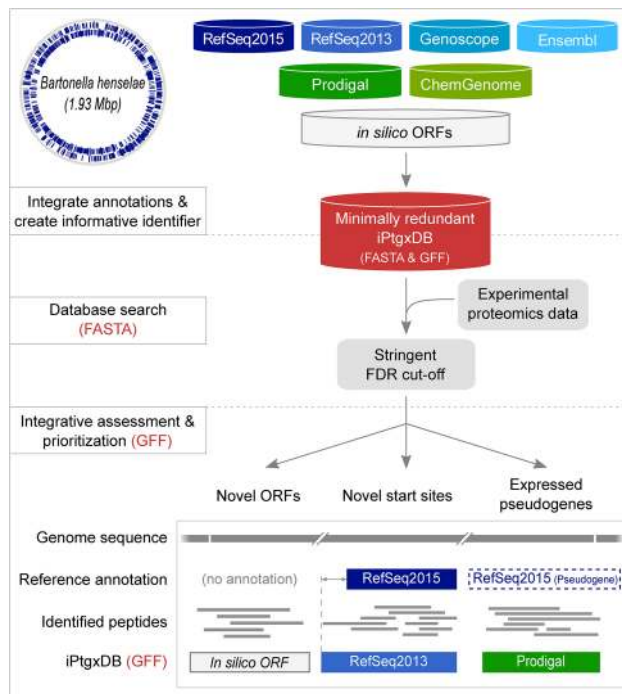 RefSeq2015 RefSeq2013 Genoscope Ensembl
Bartonella henselae
(1.93 Mbp)
Prodigal ChemGenome
in silico ORFs
Integrate annotations &
create informative identifier
Minimally redundant
iPtgxDB
(FASTA & GFF)
Database search
(FASTA)
Experimental
proteomics data
Stringent
FDR cut-off
Integrative assessment &
prioritization (GFF)
Novel ORFs Novel start sites Expressed
pseudogenes
Genome sequence
Reference annotation (no annotation) RefSeq2015 RefSeq2015 (Pseudogene)
Identified peptides
iPtgxDB (GFF) In silico ORF RefSeq2013 Prodigal